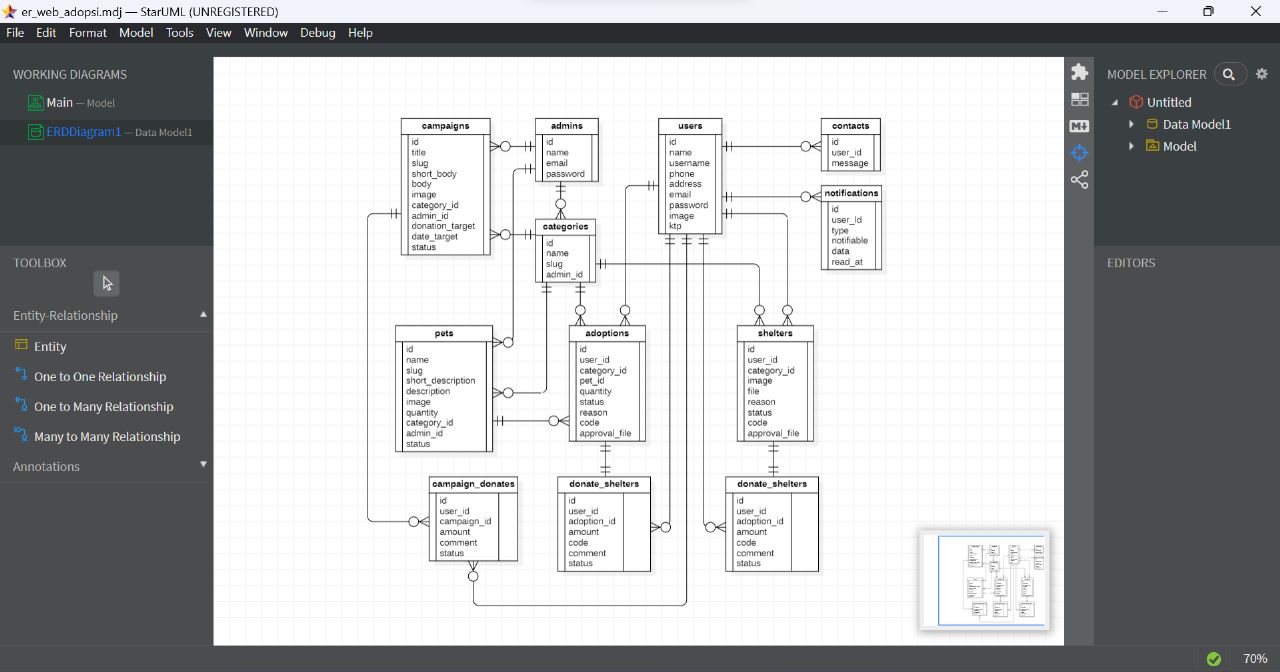 er_web_adopsi.mdj — StarUML (UNREGISTERED)
File Edit Format Model Tools View Window Debug Help
WORKING DIAGRAMS
Main — Model
ERDDiagram1 — Data Model1
TOOLBOX
Entity-Relationship
Entity
One to One Relationship
One to Many Relationship
Many to Many Relationship
Annotations
campaigns
id
title
slug
short_body
body
image
category_id
admin_id
donation_target
date_target
status
admins
id
name
email
password
users
id
name
username
phone
address
email
password
image
ktp
contacts
id
user_id
message
notifications
id
user_Id
type
notifiable
data
read_at
categories
id
name
slug
admin_id
pets
id
name
slug
short_description
description
image
quantity
category_id
admin_id
status
adoptions
id
user_id
category_id
pet_id
quantity
status
reason
code
approval_file
shelters
id
user_id
category_id
image
file
reason
status
code
approval_file
campaign_donates
id
user_id
campaign_id
amount
comment
status
donate_shelters
id
user_id
adoption_id
amount
code
comment
status
donate_shelters
id
user_id
adoption_id
amount
code
comment
status
MODEL EXPLORER
Untitled
Data Model1
Model
EDITORS
70%